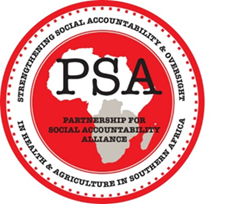 STRENGTHENING SOCIAL ACCOUNTABILITY & OVERSIGHT
PSA
PARTNERSHIP FOR
SOCIAL ACCOUNTABILITY
ALLIANCE
IN HEALTH & AGRICULTURE IN SOUTHERN AFRICA